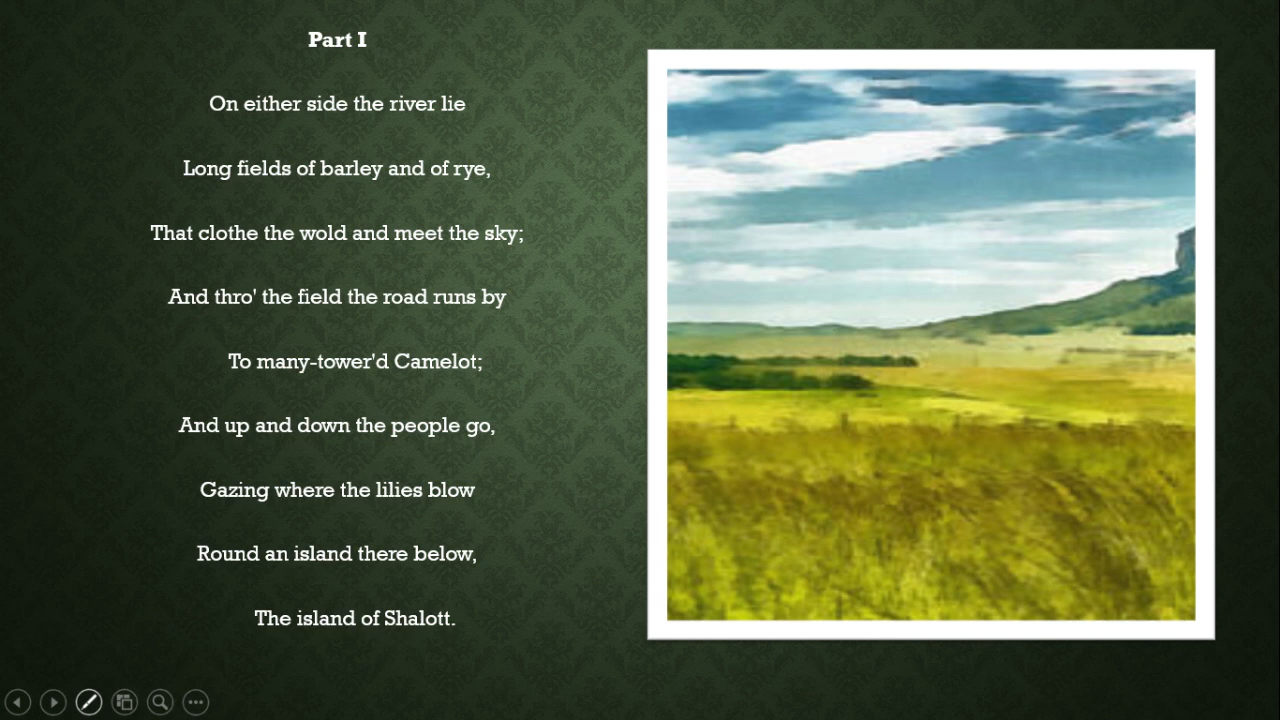 Part I
On either side the river lie
Long fields of barley and of rye,
That clothe the wold and meet the sky;
And thro' the field the road runs by
To many-tower'd Camelot;
And up and down the people go,
Gazing where the lilies blow
Round an island there below,
The island of Shalott.